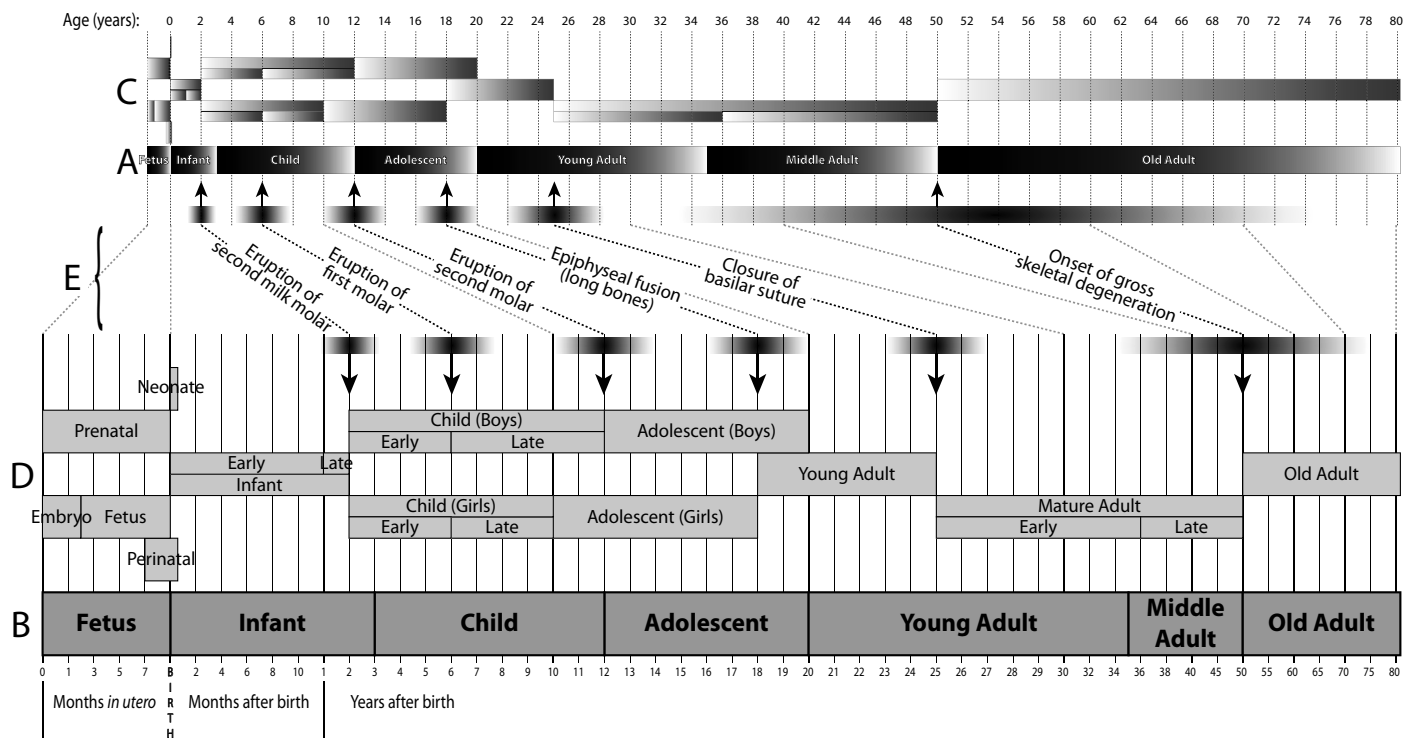 Age (years): 0 2 4 6 8 10 12 14 16 18 20 22 24 26 28 30 32 34 36 38 40 42 44 46 48 50 52 54 56 58 60 62 64 66 68 70 72 74 76 78 80
C
A Fetus Infant Child Adolescent Young Adult Middle Adult Old Adult
E
Eruption of
second milk molar
Eruption of
first molar
Eruption of
second molar
Epiphyseal fusion
(long bones)
Closure of
basilar suture
Onset of gross
skeletal degeneration
D
Neonate
Prenatal
Child (Boys)
Early Late
Adolescent (Boys)
Early Late
Infant
Young Adult
Old Adult
Embryo Fetus
Child (Girls)
Early Late
Adolescent (Girls)
Mature Adult
Early Late
Perinatal
B Fetus Infant Child Adolescent Young Adult Middle
Adult Old Adult
0 1 3 5 7 BIRTH 2 4 6 8 10 1 2 3 4 5 6 7 8 9 10 11 12 13 14 15 16 17 18 19 20 21 22 23 24 25 26 27 28 29 30 32 34 36 38 40 45 50 55 60 65 70 75 80
Months in utero
Months after birth
Years after birth